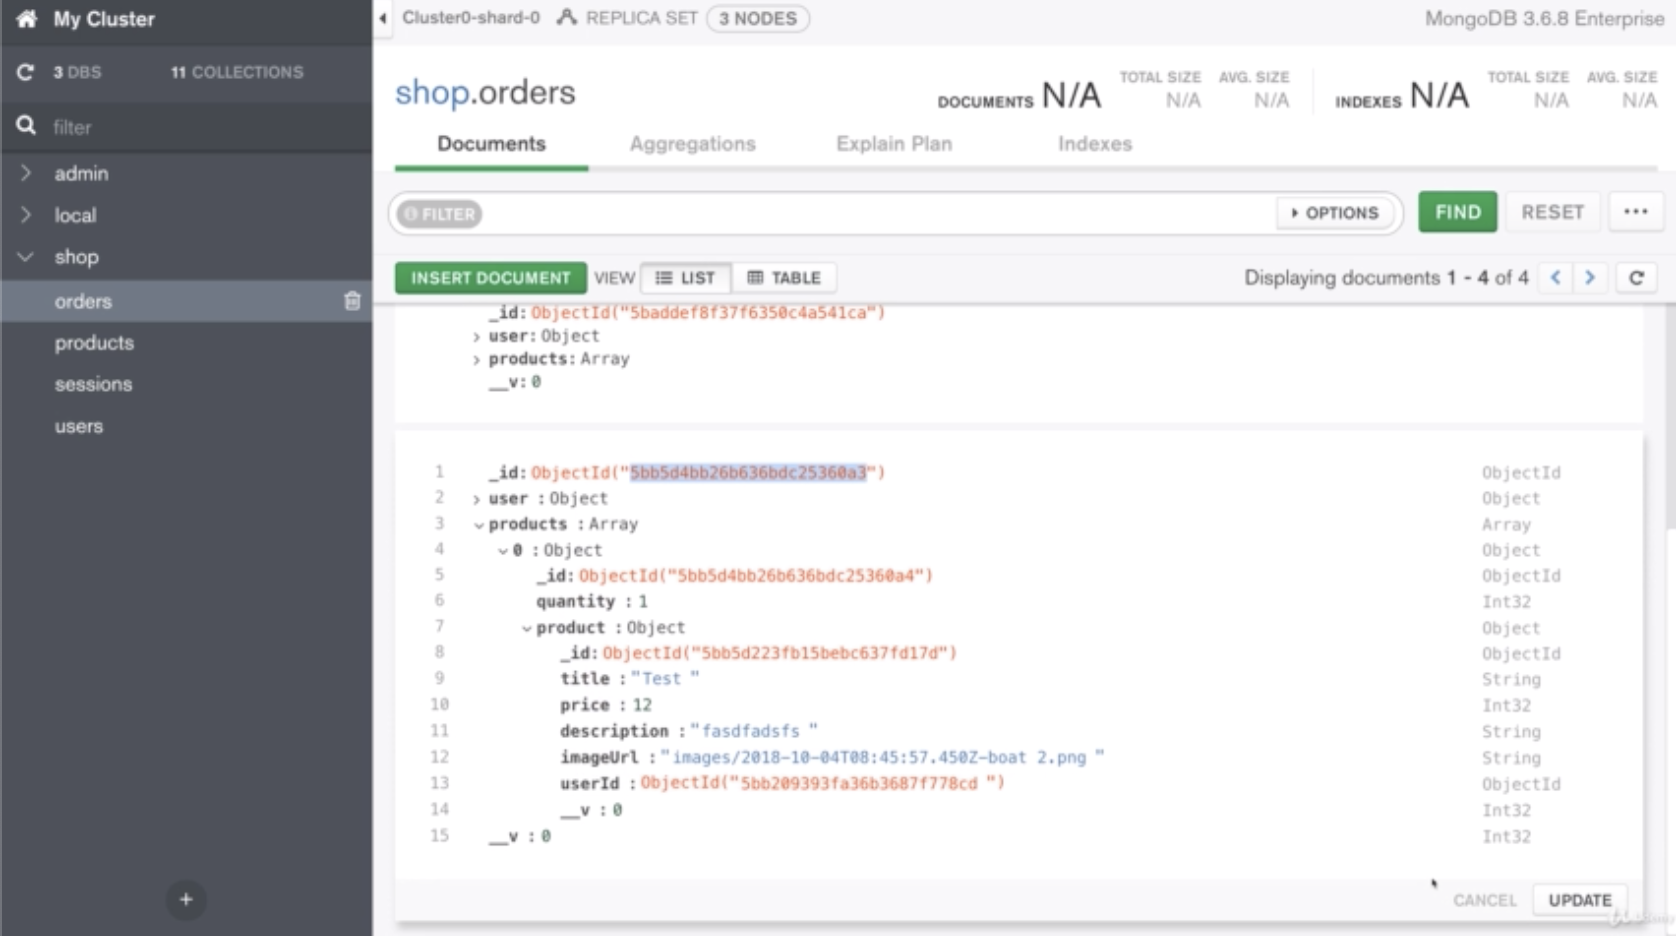 My Cluster
3 DBS 11 COLLECTIONS
filter
admin
local
shop
orders
products
sessions
users
+
Cluster0-shard-0 REPLICA SET 3 NODES MongoDB 3.6.8 Enterprise
shop.orders DOCUMENTS N/A TOTAL SIZE N/A AVG. SIZE N/A INDEXES N/A TOTAL SIZE N/A AVG. SIZE N/A
Documents Aggregations Explain Plan Indexes
FILTER OPTIONS FIND RESET ...
INSERT DOCUMENT VIEW LIST TABLE Displaying documents 1 - 4 of 4 < >
_id: ObjectId("5baddef8f37f6350c4a541ca")
> user: Object
> products: Array
__v: 0
1 _id: ObjectId("5bb5d4bb26b636bdc25360a3") ObjectId
2 > user : Object Object
3 products : Array Array
4 0 : Object Object
5 _id: ObjectId("5bb5d4bb26b636bdc25360a4") ObjectId
6 quantity : 1 Int32
7 product : Object Object
8 _id: ObjectId("5bb5d223fb15bebc637fd17d") ObjectId
9 title : "Test " String
10 price : 12 Int32
11 description : "fasdfadsfs " String
12 imageUrl : "images/2018-10-04T08:45:57.450Z-boat 2.png " String
13 userId : ObjectId("5bb209393fa36b3687f778cd ") ObjectId
14 __v : 0 Int32
15 __v : 0 Int32
CANCEL UPDATE
Udemy